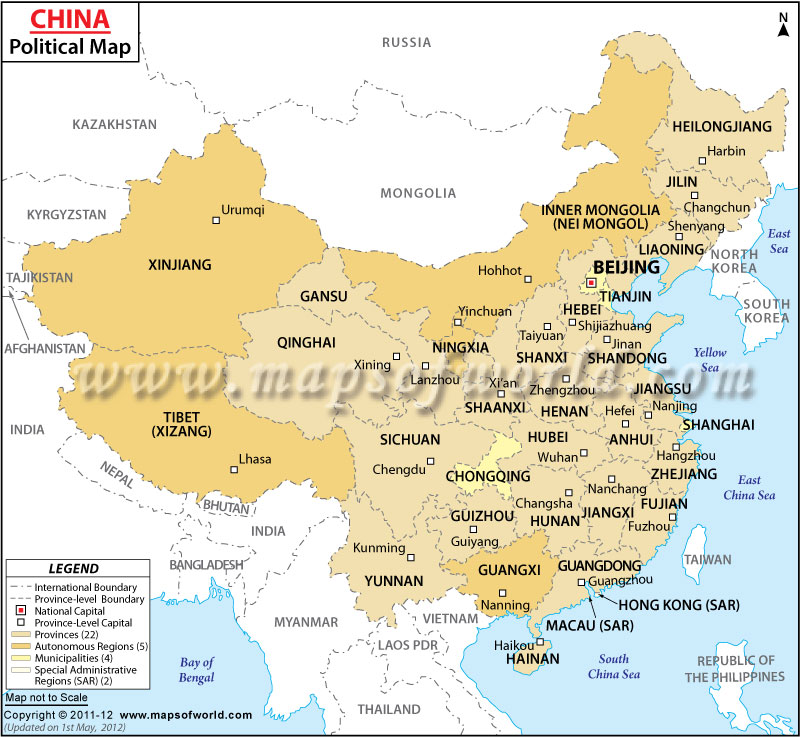 CHINA
Political Map
N
RUSSIA
KAZAKHSTAN
HEILONGJIANG
Harbin
MONGOLIA
JILIN
Changchun
KYRGYZSTAN
Urumqi
INNER MONGOLIA
(NEI MONGOL)
Shenyang
LIAONING
East
Sea
NORTH
KOREA
XINJIANG
Hohhot
BEIJING
TAJIKISTAN
GANSU
TIANJIN
SOUTH
KOREA
HEBEI
Yinchuan
Shijiazhuang
Taiyuan
Jinan
AFGHANISTAN
QINGHAI
NINGXIA
Xining
Lanzhou
SHANXI
SHANDONG
Yellow
Sea
www.mapsofworld.com
Xi'an
Zhengzhou
JIANGSU
SHAANXI
HENAN
Hefei
Nanjing
TIBET
(XIZANG)
INDIA
SHANGHAI
SICHUAN
HUBEI
ANHUI
Hangzhou
Lhasa
Chengdu
Wuhan
ZHEJIANG
NEPAL
CHONGQING
East
China Sea
Changsha
Nanchang
BHUTAN
GUIZHOU
HUNAN
JIANGXI
FUJIAN
Fuzhou
INDIA
Guiyang
Kunming
TAIWAN
BANGLADESH
YUNNAN
GUANGXI
GUANGDONG
Guangzhou
Nanning
HONG KONG (SAR)
MACAU (SAR)
MYANMAR
VIETNAM
LAOS PDR
Haikou
HAINAN
Bay of
Bengal
South
China Sea
REPUBLIC OF
THE PHILIPPINES
THAILAND
LEGEND
International Boundary
Province-level Boundary
National Capital
Province-Level Capital
Provinces (22)
Autonomous Regions (5)
Municipalities (4)
Special Administrative
Regions (SAR) (2)
Map not to Scale
Copyright © 2011-12 www.mapsofworld.com
(Updated on 1st May, 2012)